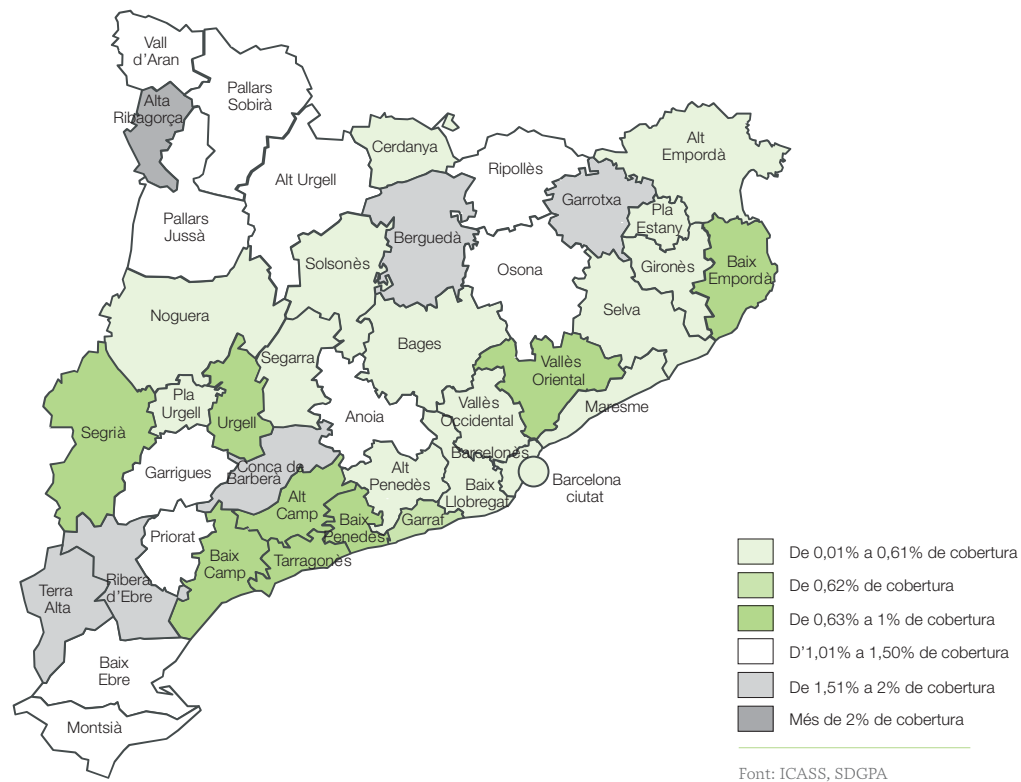 Vall
d'Aran
Pallars
Sobirà
Alta
Ribagorça
Cerdanya
Alt
Empordà
Ripollès
Alt Urgell
Garrotxa
Pla
Estany
Pallars
Jussà
Berguedà
Solsonès
Osona
Gironès
Baix
Empordà
Noguera
Selva
Bages
Segarra
Vallès
Oriental
Pla
Urgell
Vallès
Occidental
Maresme
Anoia
Urgell
Segrià
Barcelonès
Garrigues
Conca de
Barberà
Alt
Penedès
Baix
Llobregat
Barcelona
ciutat
Alt
Camp
Baix
Penedès
Garraf
Priorat
Baix
Camp
Tarragonès
Ribera
d'Ebre
Terra
Alta
Baix
Ebre
Montsià
De 0,01% a 0,61% de cobertura
De 0,62% de cobertura
De 0,63% a 1% de cobertura
D'1,01% a 1,50% de cobertura
De 1,51% a 2% de cobertura
Més de 2% de cobertura
Font: ICASS, SDGPA